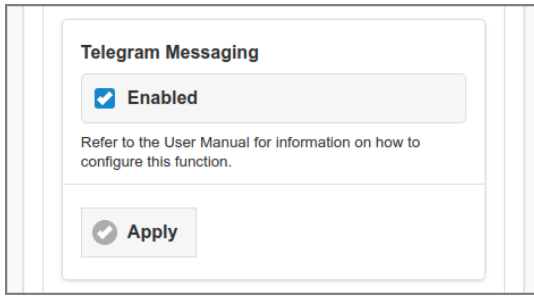 Telegram Messaging
Enabled
Refer to the User Manual for information on how to
configure this function.
Apply